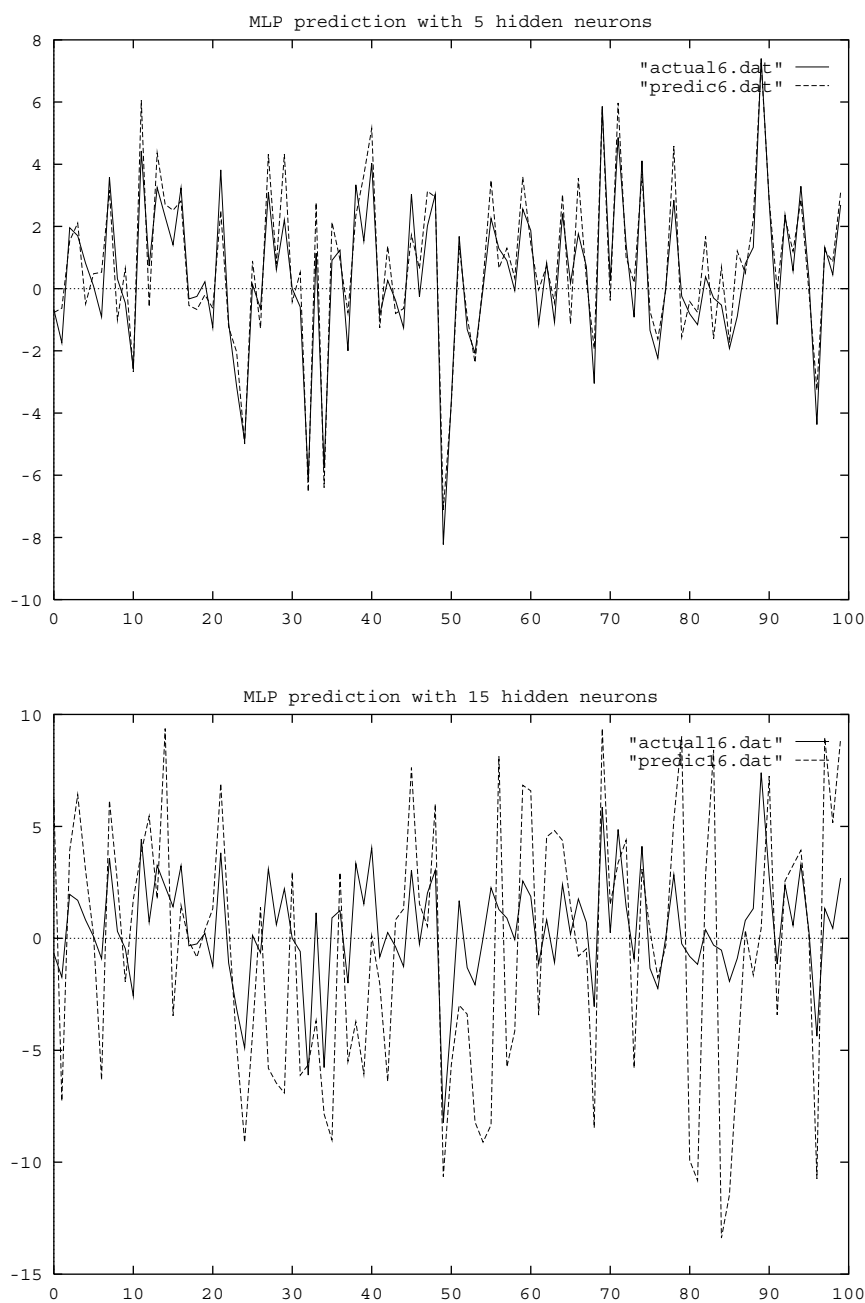 MLP prediction with 5 hidden neurons
8
"actual6.dat"
"predic6.dat"
6
4
2
0
-2
-4
-6
-8
-10
0 10 20 30 40 50 60 70 80 90 100
MLP prediction with 15 hidden neurons
10
"actual16.dat"
"predic16.dat"
5
0
-5
-10
-15
0 10 20 30 40 50 60 70 80 90 100